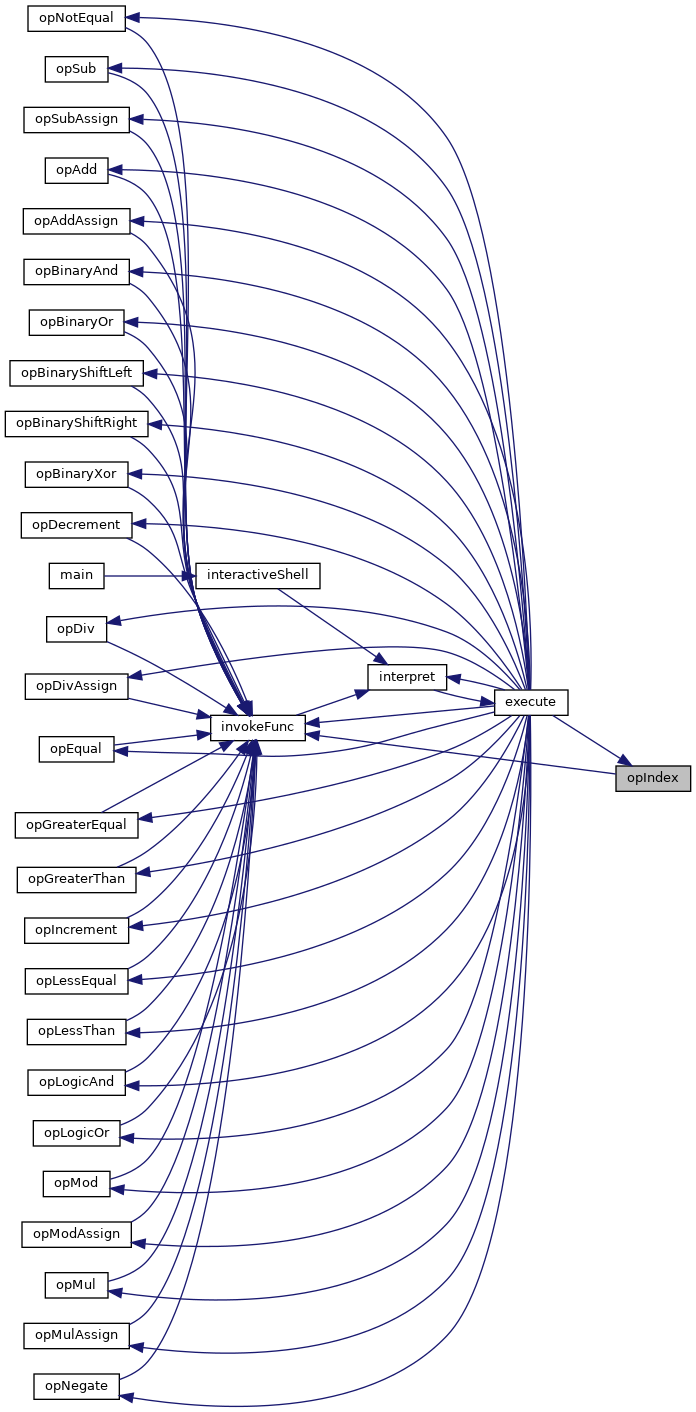 opNotEqual
opSub
opSubAssign
opAdd
opAddAssign
opBinaryAnd
opBinaryOr
opBinaryShiftLeft
opBinaryShiftRight
opBinaryXor
opDecrement
main
interactiveShell
opDiv
interpret
opDivAssign
execute
invokeFunc
opEqual
opIndex
opGreaterEqual
opGreaterThan
opIncrement
opLessEqual
opLessThan
opLogicAnd
opLogicOr
opMod
opModAssign
opMul
opMulAssign
opNegate